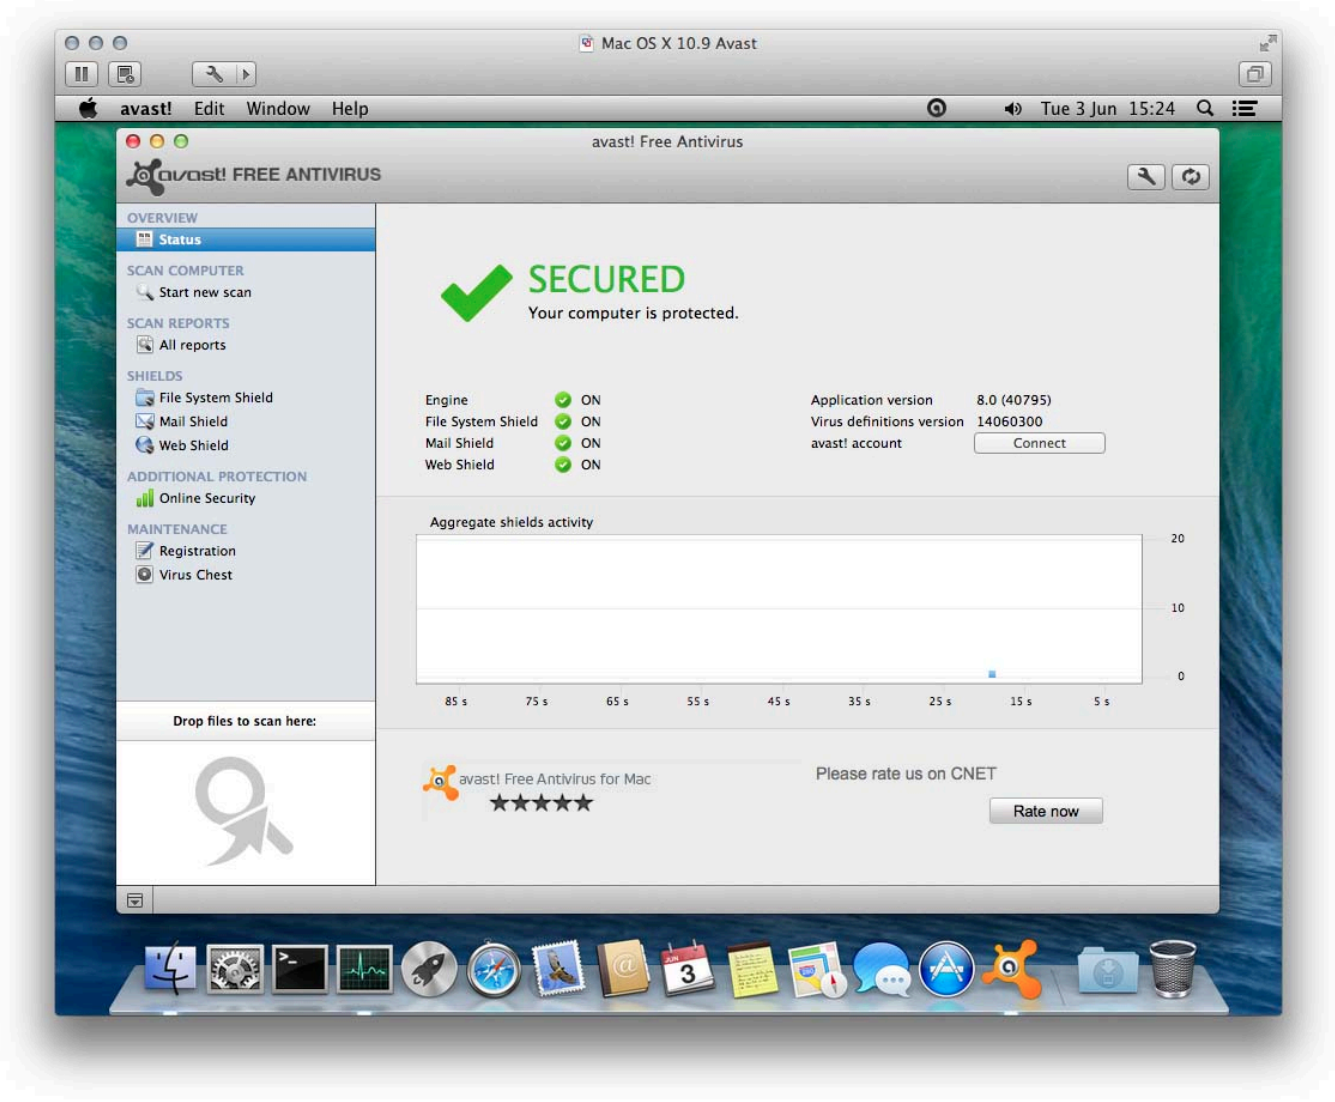 Mac OS X 10.9 Avast
avast! Edit Window Help
Tue 3 Jun 15:24
avast! Free Antivirus
avast! FREE ANTIVIRUS
OVERVIEW
Status
SCAN COMPUTER
Start new scan
SCAN REPORTS
All reports
SHIELDS
File System Shield
Mail Shield
Web Shield
ADDITIONAL PROTECTION
Online Security
MAINTENANCE
Registration
Virus Chest
Drop files to scan here:
SECURED
Your computer is protected.
Engine ON
File System Shield ON
Mail Shield ON
Web Shield ON
Application version 8.0 (40795)
Virus definitions version 14060300
avast! account Connect
Aggregate shields activity
20
10
0
85 s 75 s 65 s 55 s 45 s 35 s 25 s 15 s 5 s
avast! Free Antivirus for Mac
Please rate us on CNET
Rate now
JUN
3
280